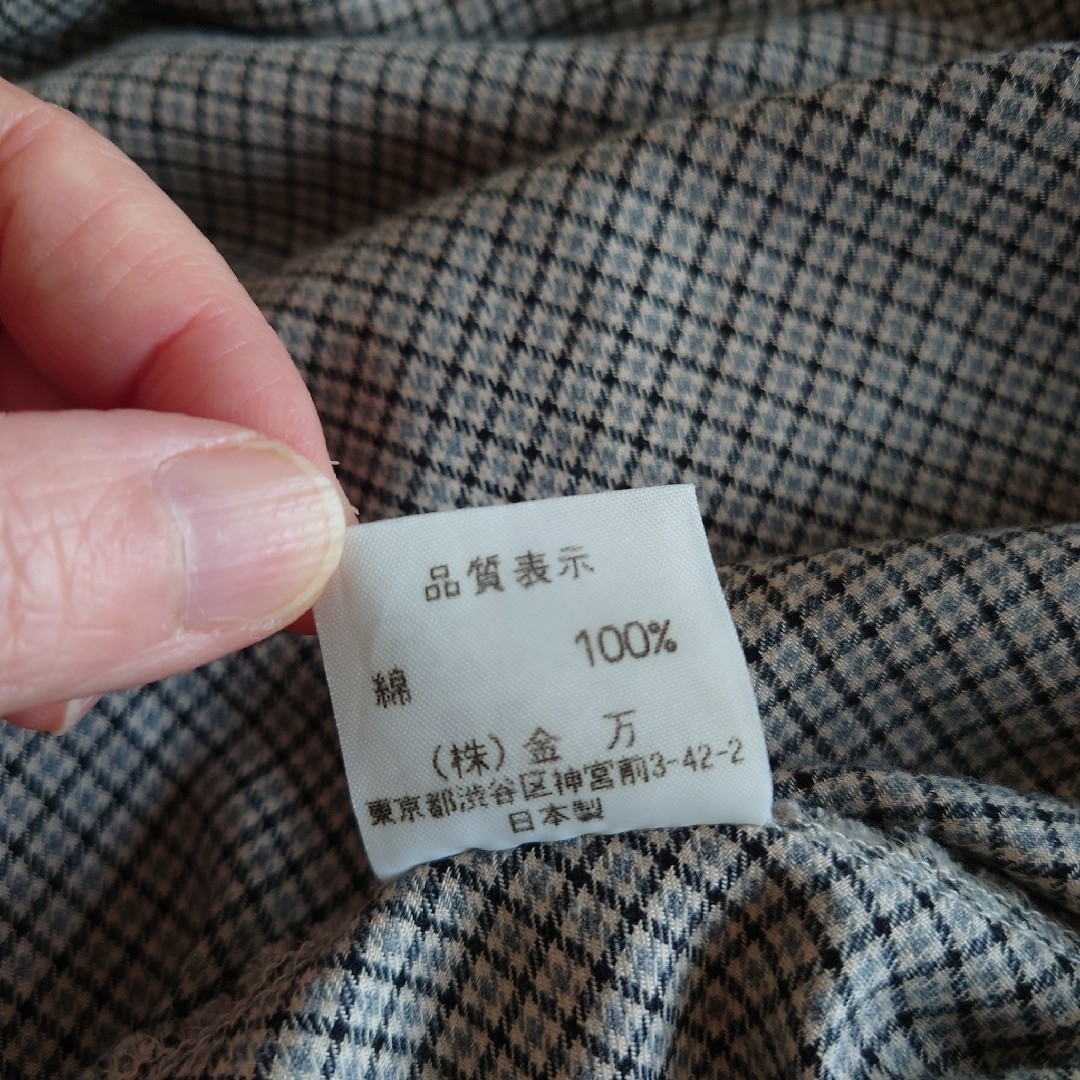 品質表示
綿 100%
(株)金 万
東京都渋谷区神宮前3-42-2
日本製